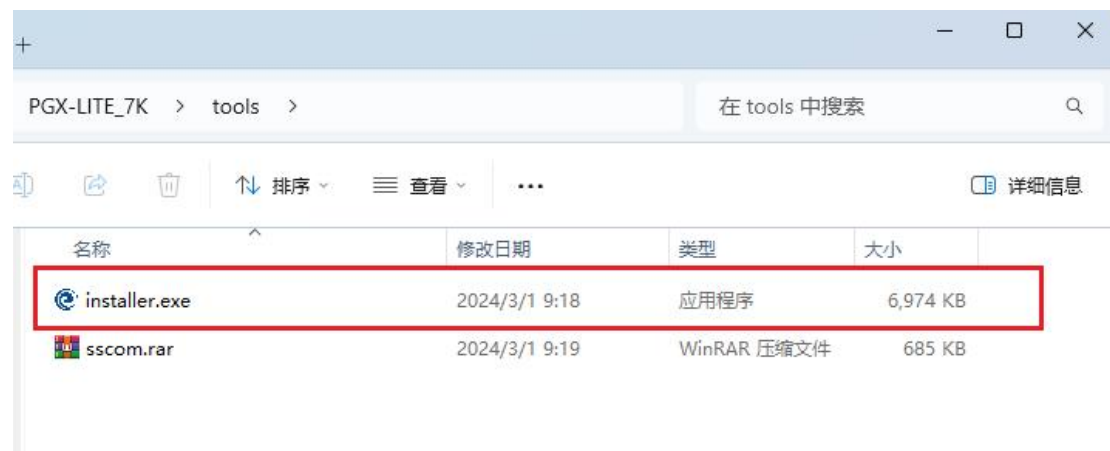 PGX-LITE_7K > tools >
在 tools 中搜索
排序
查看
详细信息
名称 修改日期 类型 大小
installer.exe 2024/3/1 9:18 应用程序 6,974 KB
sscom.rar 2024/3/1 9:19 WinRAR 压缩文件 685 KB